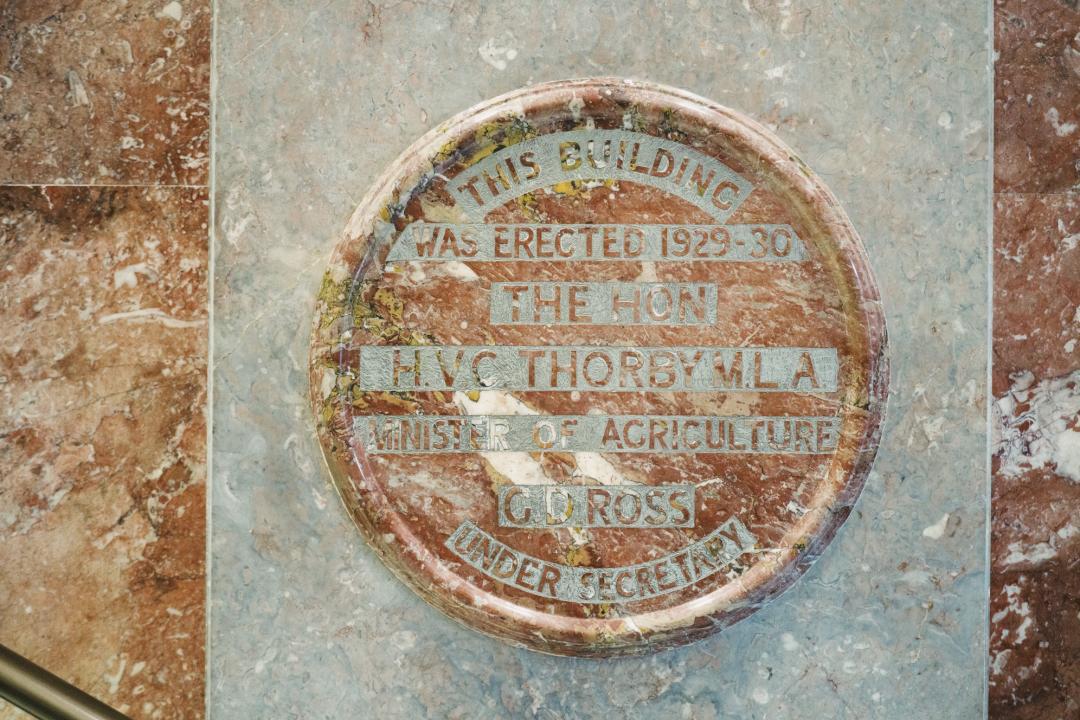 THIS BUILDING
WAS ERECTED 1929-30
THE HON
H.V.C THORBY M.L.A
MINISTER OF AGRICULTURE
G.D ROSS
UNDER SECRETARY